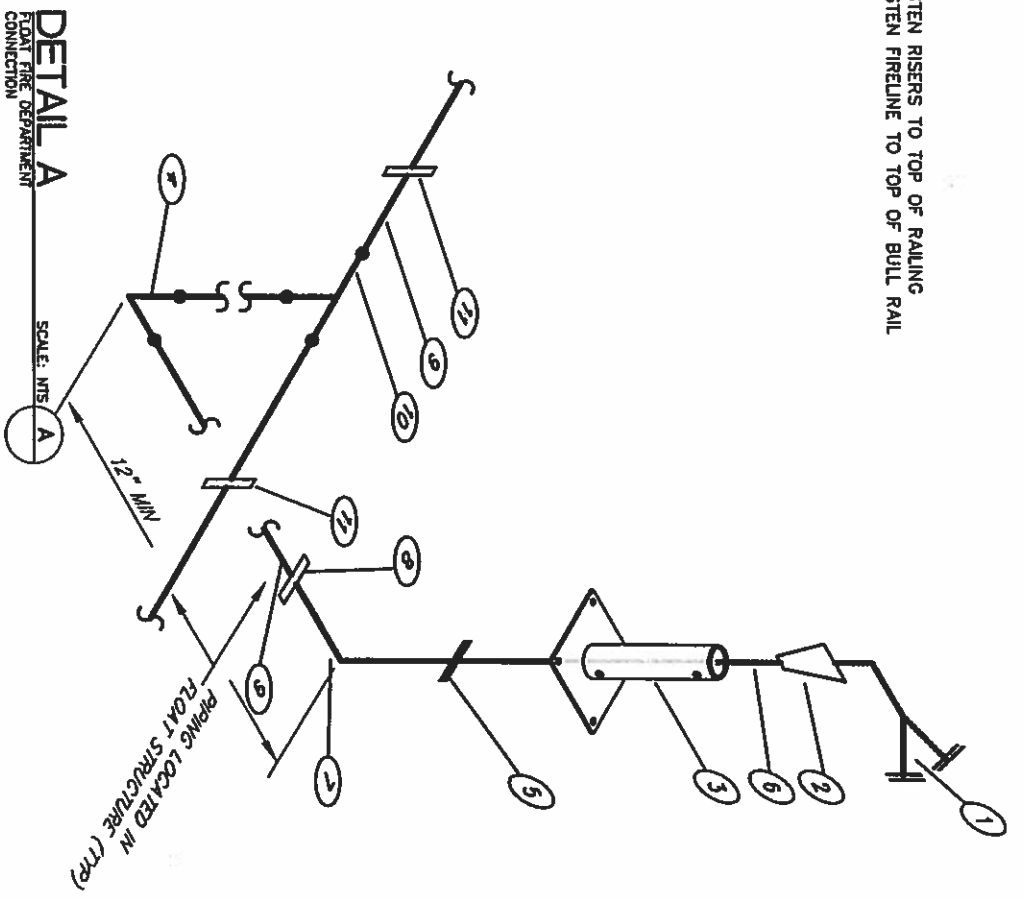 TEN RISERS TO TOP OF RAILING
STEN FIRELINE TO TOP OF BULL RAIL
1
2
6
3
5
11
9
10
8
11
7
9
PIPING LOCATED IN
FLOAT STRUCTURE (TYP)
12" MIN
DETAIL A
SCALE: NTS
A
FLOAT FIRE DEPARTMENT
CONNECTION